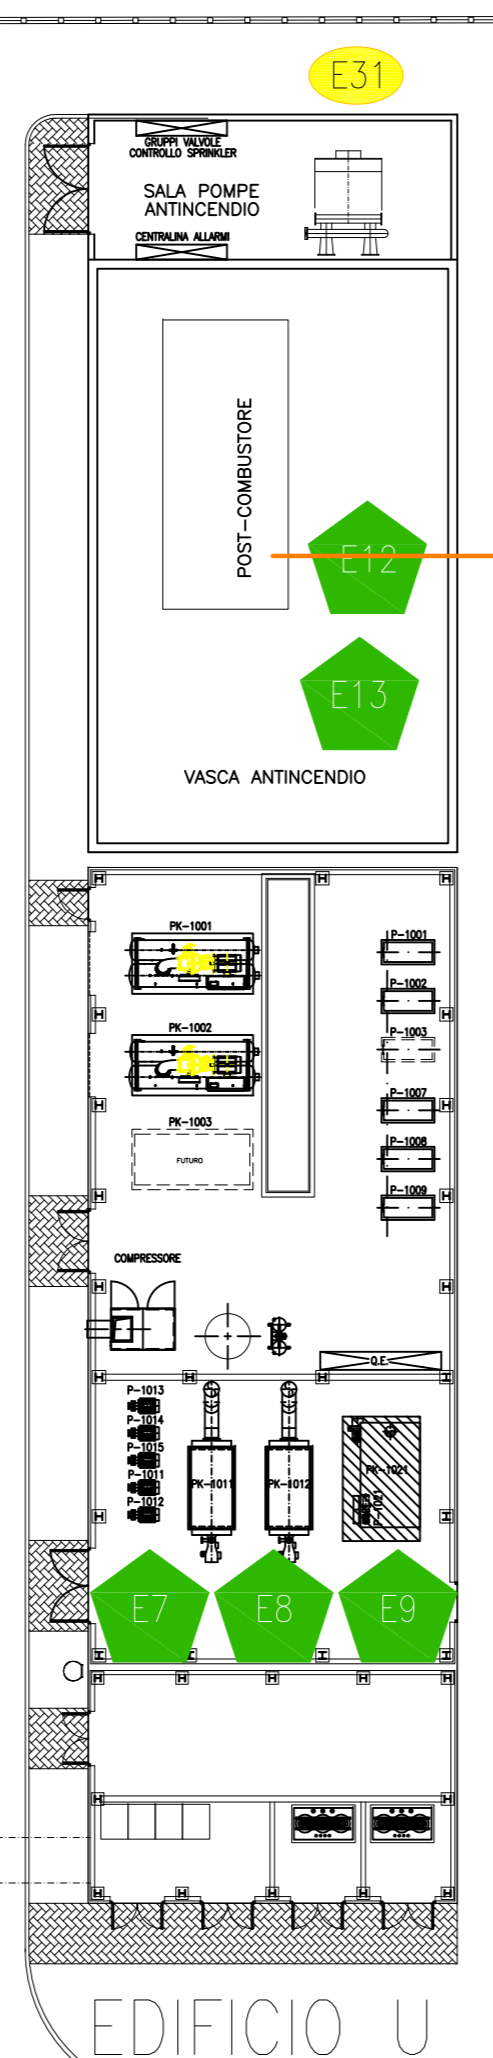 E31
GRUPPI VALVOLE
CONTROLLO SPRINKLER
SALA POMPE
ANTINCENDIO
CENTRALINA ALLARMI
POST-COMBUSTORE
E12
E13
VASCA ANTINCENDIO
PK-1001
P-1001
P-1002
PK-1002
P-1003
P-1007
PK-1003
P-1008
FUTURO
P-1009
COMPRESSORE
Q.E.
P-1013
P-1014
P-1015
P-1011
P-1012
PK-1011
PK-1012
PK-1021
P-1021
E7
E8
E9
EDIFICIO U